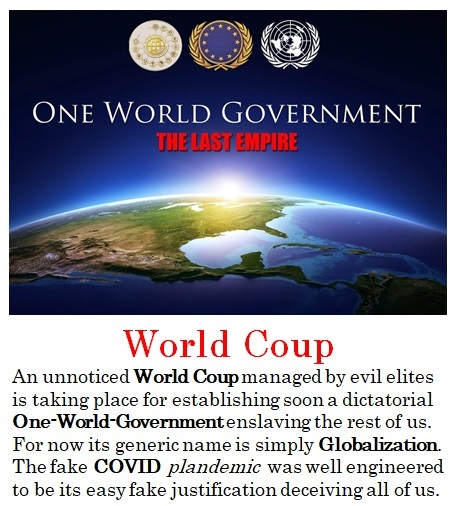 ONE WORLD GOVERNMENT
THE LAST EMPIRE
World Coup
An unnoticed World Coup managed by evil elites
is taking place for establishing soon a dictatorial
One-World-Government enslaving the rest of us.
For now its generic name is simply Globalization.
The fake COVID plandemic was well engineered
to be its easy fake justification deceiving all of us.